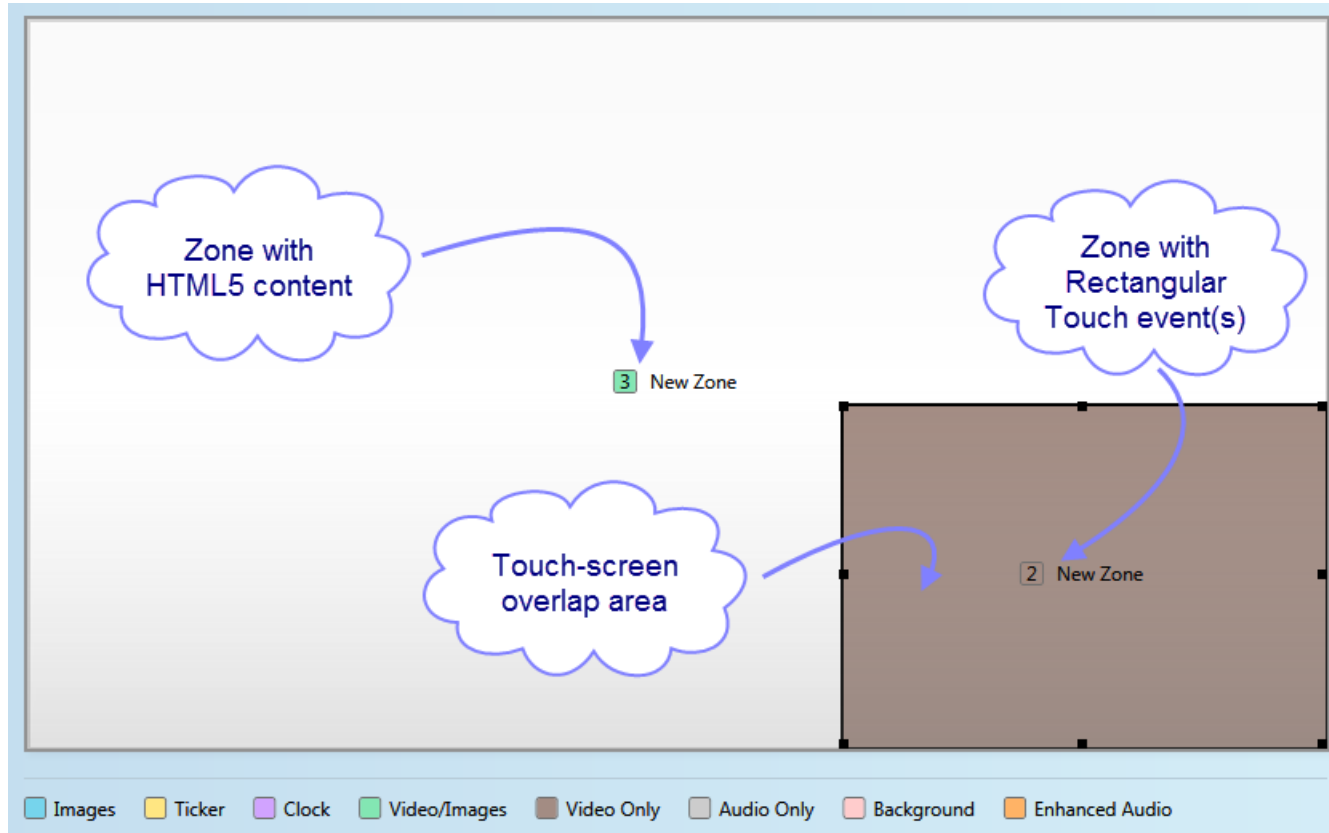 Zone with
HTML5 content
Zone with
Rectangular
Touch event(s)
3 New Zone
Touch-screen
overlap area
2 New Zone
Images Ticker Clock Video/Images Video Only Audio Only Background Enhanced Audio